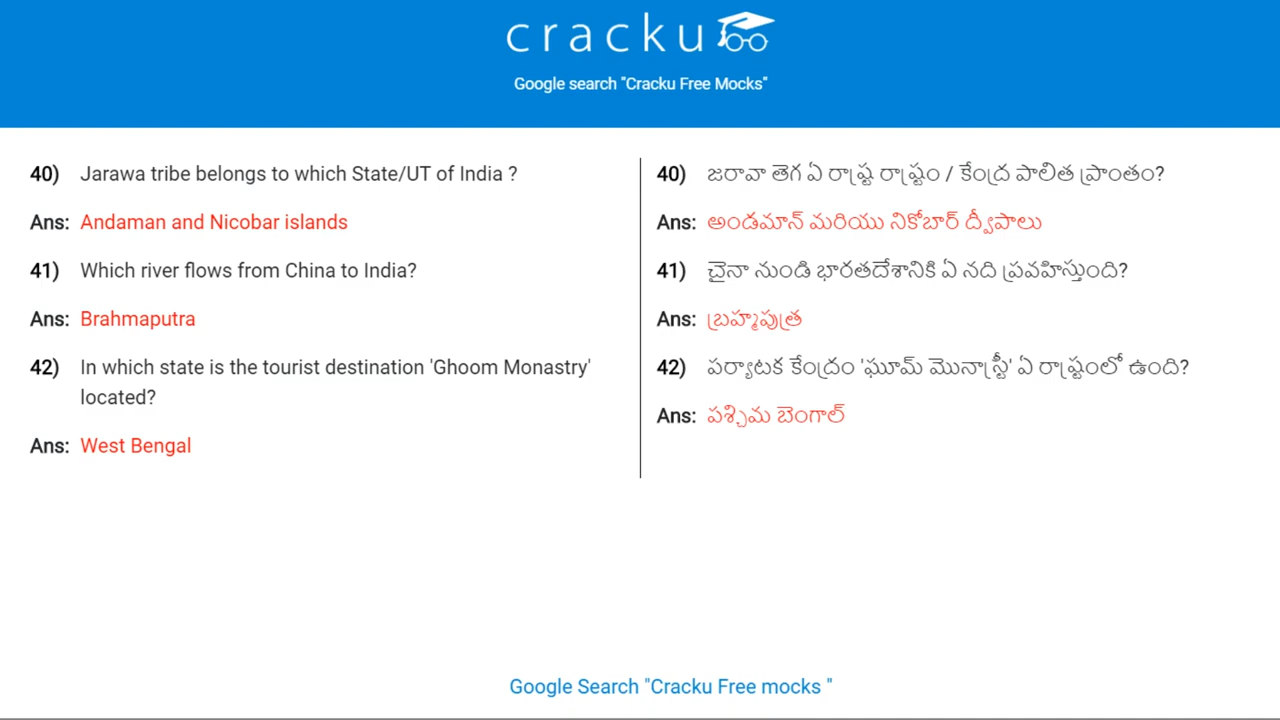 cracku
Google search "Cracku Free Mocks"
40) Jarawa tribe belongs to which State/UT of India ?
Ans: Andaman and Nicobar islands
41) Which river flows from China to India?
Ans: Brahmaputra
42) In which state is the tourist destination 'Ghoom Monastry'
located?
Ans: West Bengal
40) జరావా తెగ ఏ రాష్ట్ర రాష్ట్రం / కేంద్ర పాలిత ప్రాంతం?
Ans: అండమాన్ మరియు నికోబార్ ద్వీపాలు
41) చైనా నుండి భారతదేశానికి ఏ నది ప్రవహిస్తుంది?
Ans: బ్రహ్మపుత్ర
42) పర్యాటక కేంద్రం 'ఘూమ్ మొనాస్ట్రీ' ఏ రాష్ట్రంలో ఉంది?
Ans: పశ్చిమ బెంగాల్
Google Search "Cracku Free mocks "